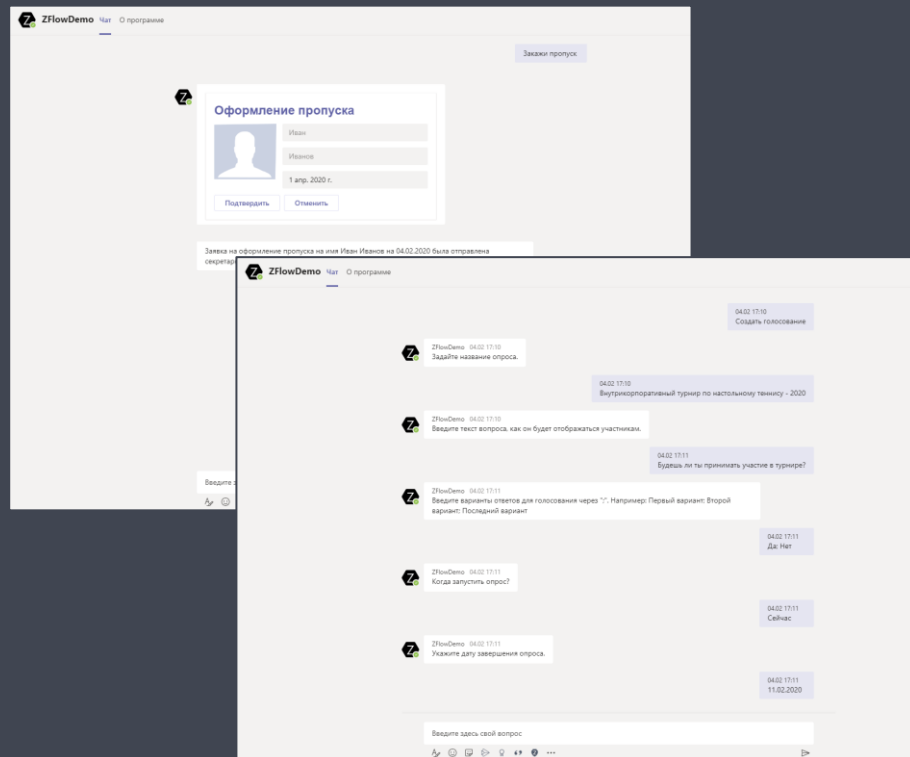 ZFlowDemo Чат О программе
Закажи пропуск
Оформление пропуска
Иван
Иванов
1 апр. 2020 г.
Подтвердить Отменить
Заявка на оформление пропуска на имя Иван Иванов на 04.02.2020 была отправлена
Введите
ZFlowDemo Чат О программе
04.02 17:10
Создать голосование
ZFlowDemo 04.02 17:10
Задайте название опроса.
04.02 17:10
Внутрикорпоративный турнир по настольному теннису - 2020
ZFlowDemo 04.02 17:10
Введите текст вопроса, как он будет отображаться участникам.
04.02 17:11
Будешь ли ты принимать участие в турнире?
ZFlowDemo 04.02 17:11
Введите варианты ответов для голосования через ":". Например: Первый вариант: Второй
вариант: Последний вариант
04.02 17:11
Да: Нет
ZFlowDemo 04.02 17:11
Когда запустить опрос?
04.02 17:11
Сейчас
ZFlowDemo 04.02 17:11
Укажите дату завершения опроса.
04.02 17:11
11.02.2020
Введите здесь свой вопрос